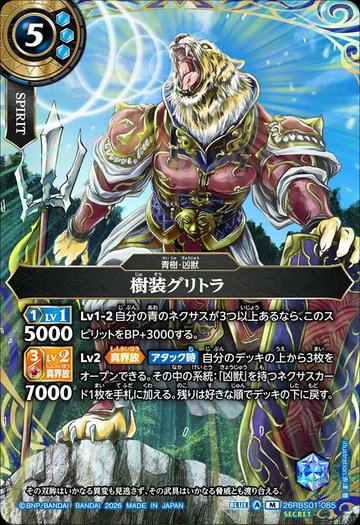 5
SPIRIT
青樹・凶獣
樹装グリトラ
1 LV1
5000
Lv1-2 自分の青のネクサスが3つ以上あるなら、このス
ピリットをBP+3000する。
3 LV2
真界放
7000
Lv2 真界放 アタック時 自分のデッキの上から3枚を
オープンできる。その中の系統:「凶獣」を持つネクサスカー
ド1枚を手札に加える。残りは好きな順でデッキの下に戻す。
その双眸はいかなる異変も見逃さず、その武具はいかなる脅威とも渡り合える。
©BNP/BANDAI BANDAI 2026 MADE IN JAPAN
BLUE A M 26RBS01-085
SECRET